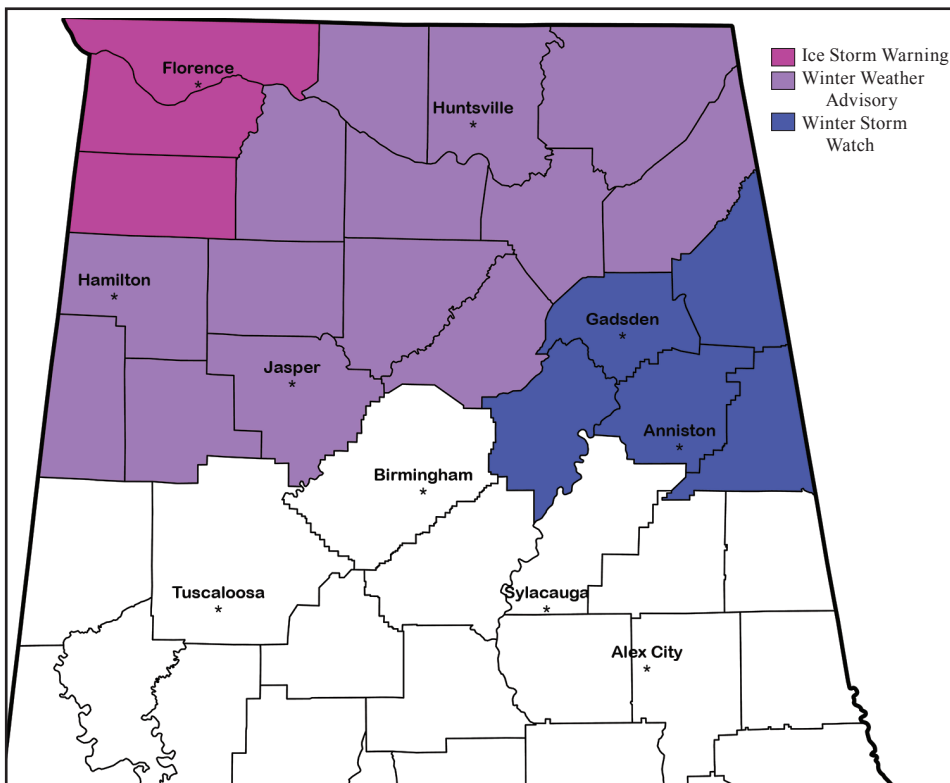 Ice Storm Warning
Winter Weather
Advisory
Winter Storm
Watch
Florence
*
Huntsville
*
Hamilton
*
Gadsden
*
Jasper
*
Anniston
*
Birmingham
*
Tuscaloosa
*
Sylacauga
*
Alex City
*